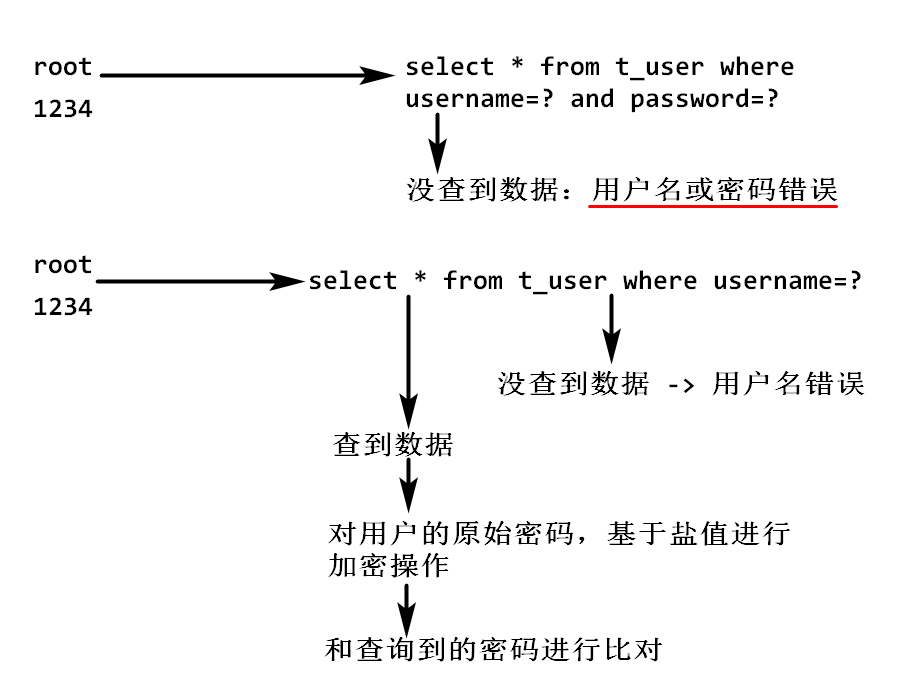 root
1234
select * from t_user where
username=? and password=?
没查到数据：用户名或密码错误
root
1234
select * from t_user where username=?
没查到数据 -> 用户名错误
查到数据
对用户的原始密码，基于盐值进行
加密操作
和查询到的密码进行比对